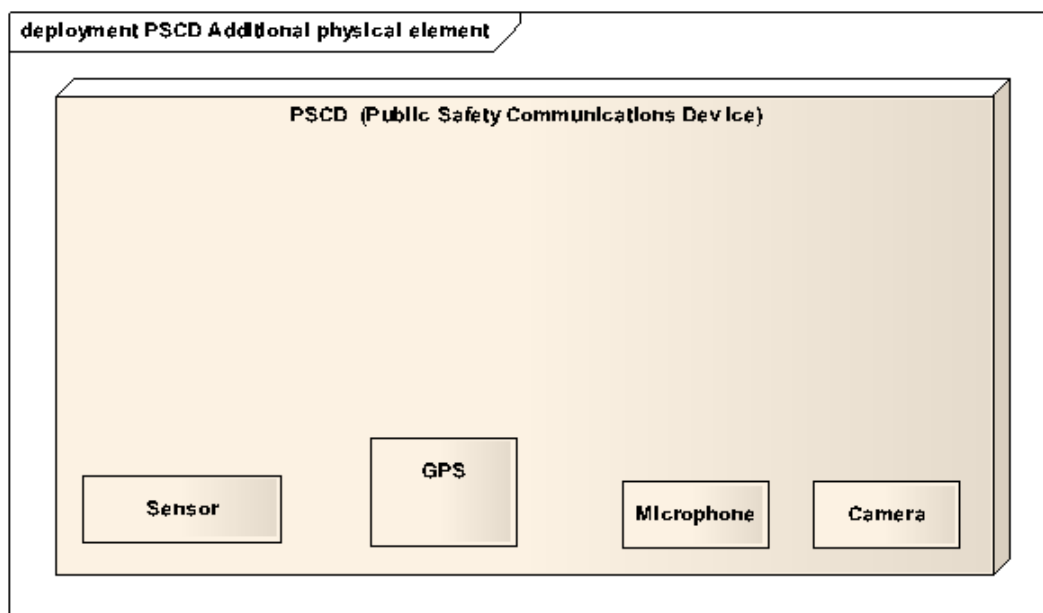 deployment PSCD Additional physical element
PSCD (Public Safety Communications Device)
GPS
Sensor
Microphone
Camera